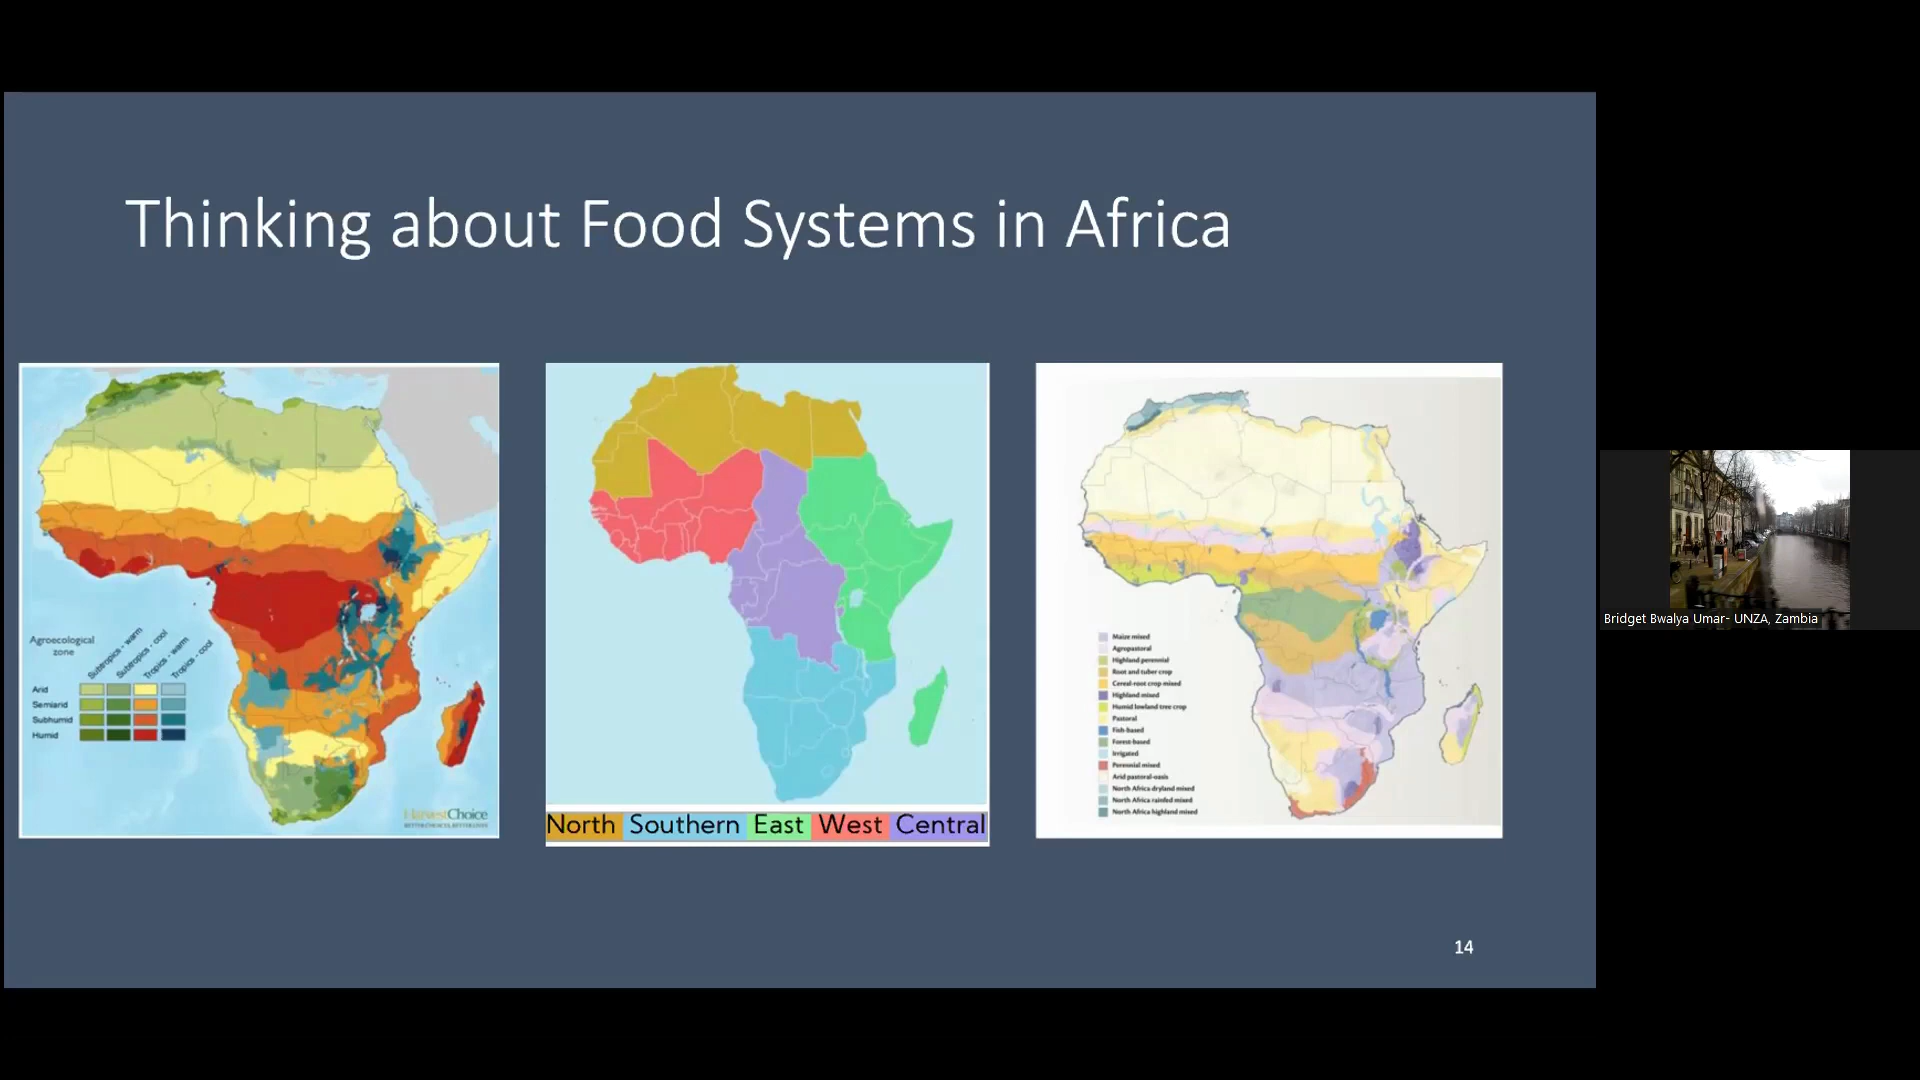 Thinking about Food Systems in Africa
Agroecological
zone
Subtropics - warm
Subtropics - cool
Tropics - warm
Tropics - cool
Arid
Semiarid
Subhumid
Humid
HarvestChoice
North Southern East West Central
Maize mixed
Agropastoral
Highland perennial
Root and tuber crop
Cereal-root crop mixed
Highland mixed
Humid lowland tree crop
Pastoral
Fish-based
Forest-based
Irrigated
Perennial mixed
Arid pastoral-oasis
North Africa dryland mixed
North Africa rainfed mixed
North Africa highland mixed
14
Bridget Bwalya Umar- UNZA, Zambia